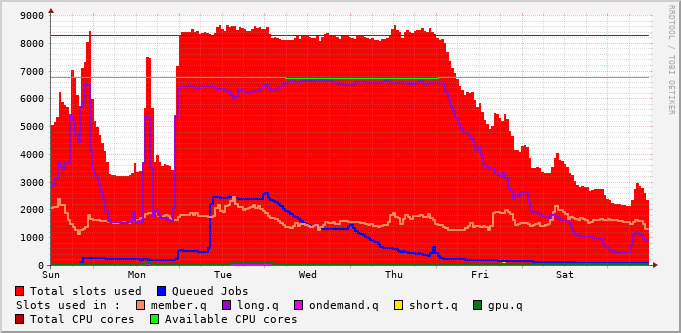 9000
8000
7000
6000
5000
4000
3000
2000
1000
0
Sun Mon Tue Wed Thu Fri Sat
RRDTOOL / TOBI OETIKER
Total slots used Queued Jobs
Slots used in : member.q long.q ondemand.q short.q gpu.q
Total CPU cores Available CPU cores